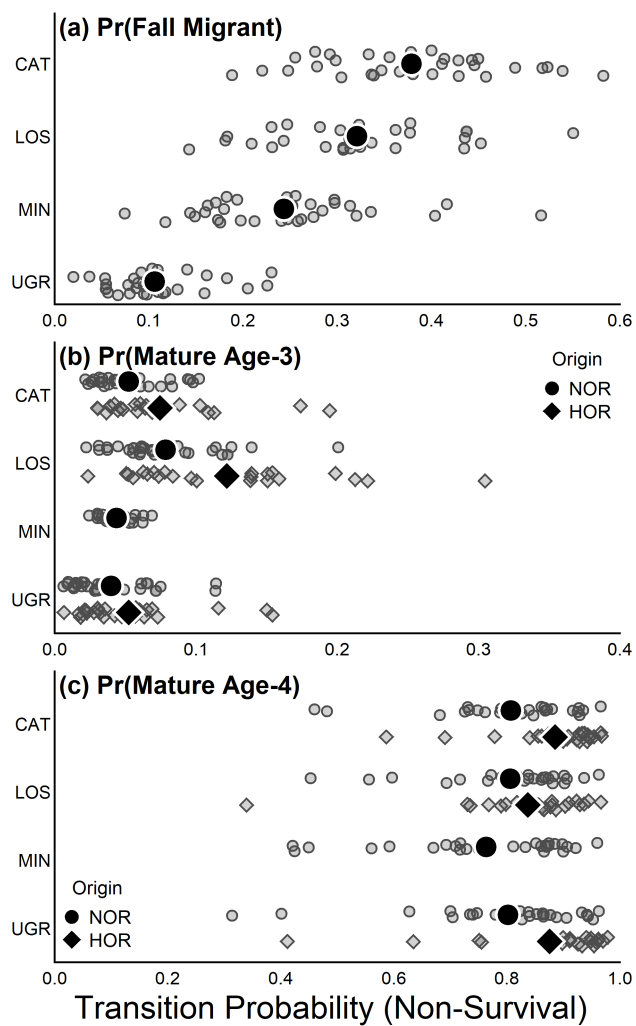 (a) Pr(Fall Migrant)
CAT
LOS
MIN
UGR
0.0 0.1 0.2 0.3 0.4 0.5 0.6
(b) Pr(Mature Age-3)
Origin
NOR
HOR
CAT
LOS
MIN
UGR
0.0 0.1 0.2 0.3 0.4
(c) Pr(Mature Age-4)
CAT
LOS
MIN
Origin
NOR
HOR
UGR
0.0 0.2 0.4 0.6 0.8 1.0
Transition Probability (Non-Survival)